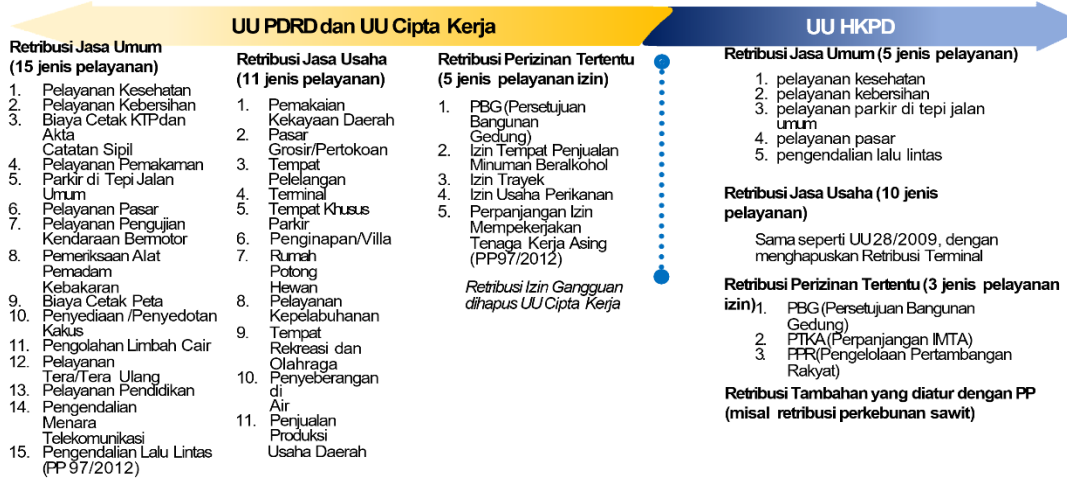 UU PDRD dan UU Cipta Kerja
UU HKPD
Retribusi Jasa Umum
(15 jenis pelayanan)
1. Pelayanan Kesehatan
2. Pelayanan Kebersihan
3. Biaya Cetak KTP dan
Akta
Catatan Sipil
4. Pelayanan Pemakaman
5. Parkir di Tepi Jalan
Umum
6. Pelayanan Pasar
7. Pelayanan Pengujian
Kendaraan Bermotor
8. Pemeriksaan Alat
Pemadam
Kebakaran
9. Biaya Cetak Peta
10. Penyediaan /Penyedotan
Kakus
11. Pengolahan Limbah Cair
12. Pelayanan
Tera/Tera Ulang
13. Pelayanan Pendidikan
14. Pengendalian
Menara
Telekomunikasi
15. Pengendalian Lalu Lintas
(PP 97/2012)
Retribusi Jasa Usaha
(11 jenis pelayanan)
1. Pemakaian
Kekayaan Daerah
2. Pasar
Grosir/Pertokoan
3. Tempat
Pelelangan
4. Terminal
5. Tempat Khusus
Parkir
6. Penginapan/Villa
7. Rumah
Potong
Hewan
8. Pelayanan
Kepelabuhanan
9. Tempat
Rekreasi dan
Olahraga
10. Penyeberangan
di
Air
11. Penjualan
Produksi
Usaha Daerah
Retribusi Perizinan Tertentu
(5 jenis pelayanan izin)
1. PBG (Persetujuan
Bangunan
Gedung)
2. Izin Tempat Penjualan
Minuman Beralkohol
3. Izin Trayek
4. Izin Usaha Perikanan
5. Perpanjangan Izin
Mempekerjakan
Tenaga Kerja Asing
(PP 97/2012)
Retribusi Izin Gangguan
dihapus UU Cipta Kerja
Retribusi Jasa Umum (5 jenis pelayanan)
1. pelayanan kesehatan
2. pelayanan kebersihan
3. pelayanan parkir di tepi jalan
umum
4. pelayanan pasar
5. pengendalian lalu lintas
Retribusi Jasa Usaha (10 jenis
pelayanan)
Sama seperti UU 28/2009, dengan
menghapuskan Retribusi Terminal
Retribusi Perizinan Tertentu (3 jenis pelayanan
izin)
1. PBG (Persetujuan Bangunan
Gedung)
2. PTKA (Perpanjangan IMTA)
3. PPR (Pengelolaan Pertambangan
Rakyat)
Retribusi Tambahan yang diatur dengan PP
(misal retribusi perkebunan sawit)